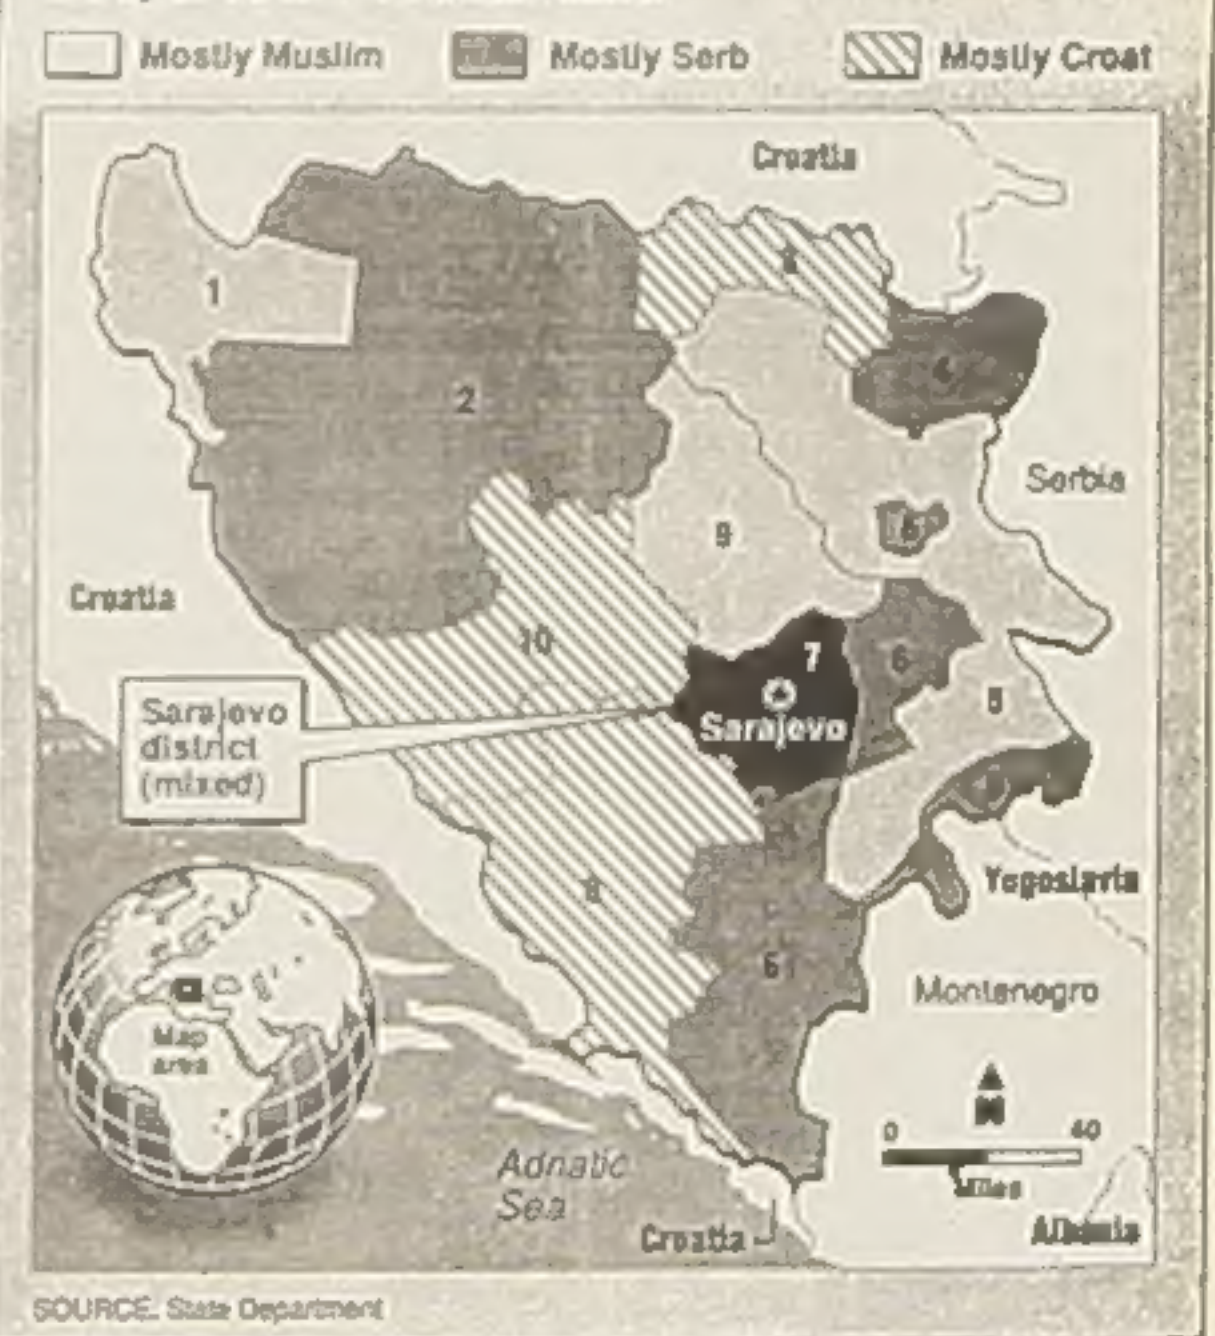 Mostly Muslim
Mostly Serb
Mostly Croat
Croatia
1
2
4
Serbia
9
Croatia
10
7
6
5
Sarajevo
Sarajevo
district
(mixed)
8
6
Yugoslavia
Montenegro
Map
area
0 40
Miles
Adriatic
Sea
Croatia
Albania
SOURCE: State Department